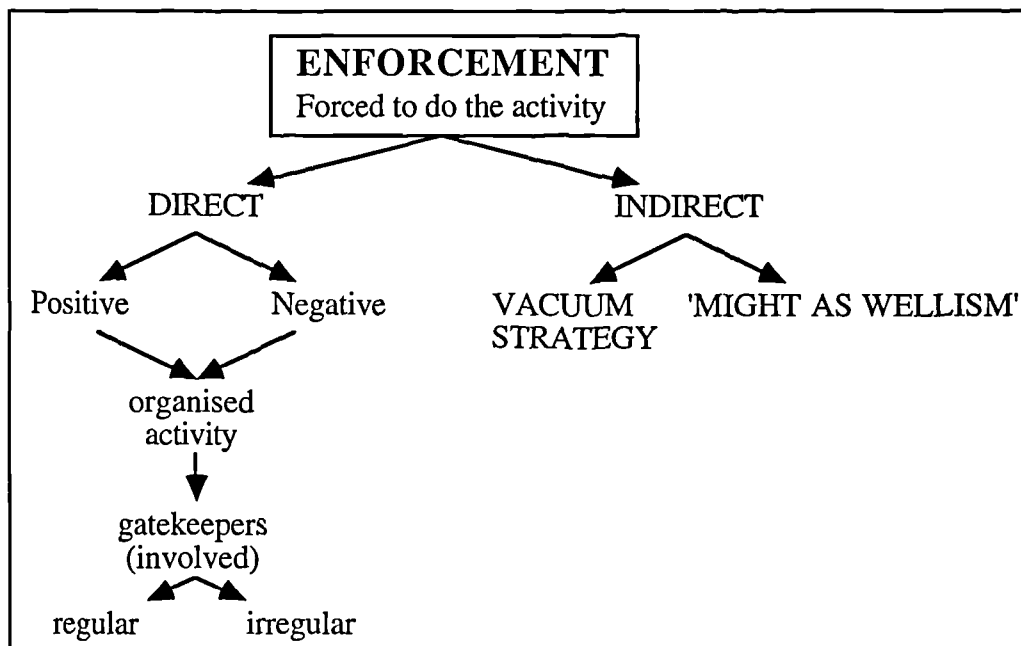 ENFORCEMENT
Forced to do the activity
DIRECT
INDIRECT
Positive
Negative
VACUUM
STRATEGY
'MIGHT AS WELLISM'
organised
activity
gatekeepers
(involved)
regular
irregular